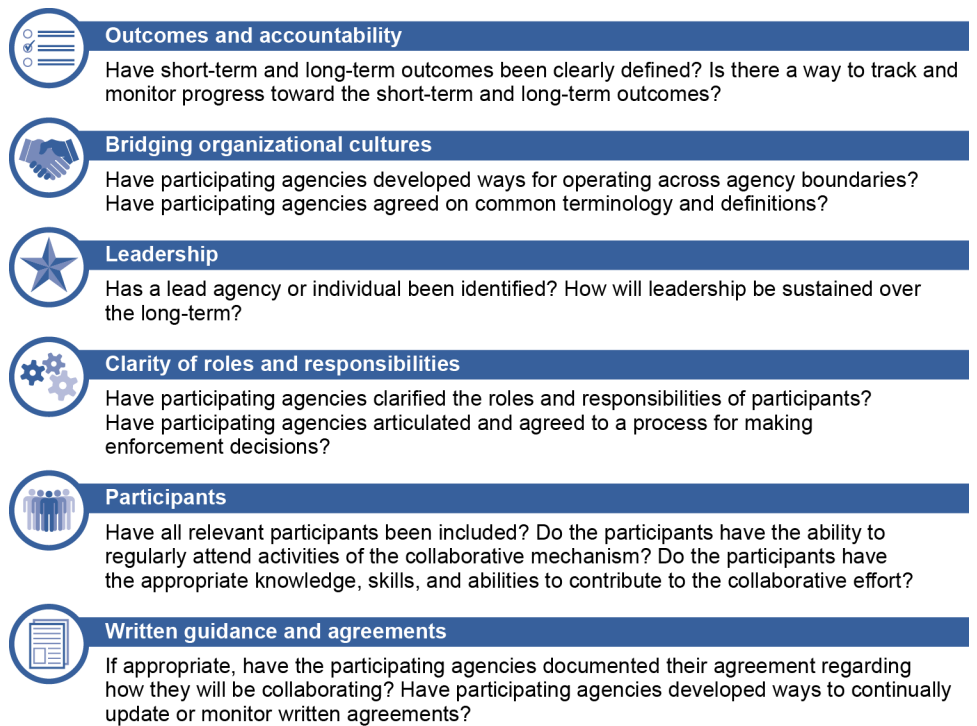 Outcomes and accountability
Have short-term and long-term outcomes been clearly defined? Is there a way to track and
monitor progress toward the short-term and long-term outcomes?
Bridging organizational cultures
Have participating agencies developed ways for operating across agency boundaries?
Have participating agencies agreed on common terminology and definitions?
Leadership
Has a lead agency or individual been identified? How will leadership be sustained over
the long-term?
Clarity of roles and responsibilities
Have participating agencies clarified the roles and responsibilities of participants?
Have participating agencies articulated and agreed to a process for making
enforcement decisions?
Participants
Have all relevant participants been included? Do the participants have the ability to
regularly attend activities of the collaborative mechanism? Do the participants have
the appropriate knowledge, skills, and abilities to contribute to the collaborative effort?
Written guidance and agreements
If appropriate, have the participating agencies documented their agreement regarding
how they will be collaborating? Have participating agencies developed ways to continually
update or monitor written agreements?